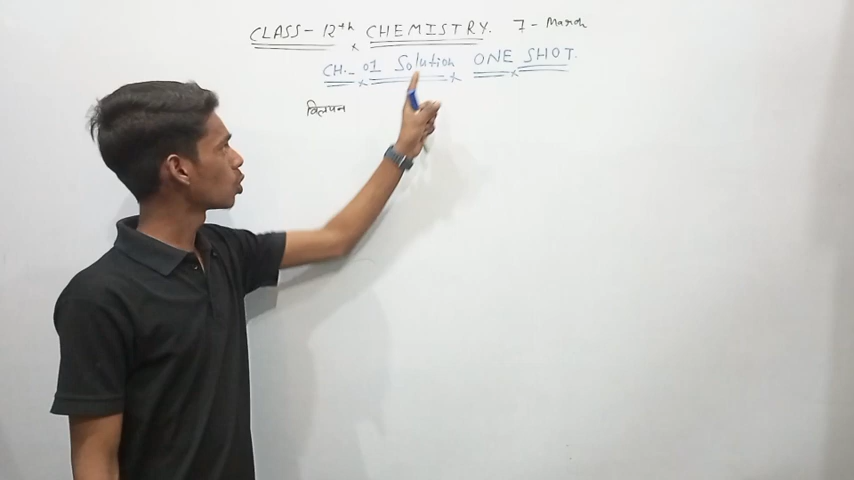 CLASS - 12th CHEMISTRY. 7 - March
CH. - 01 Solution ONE SHOT.
विलयन